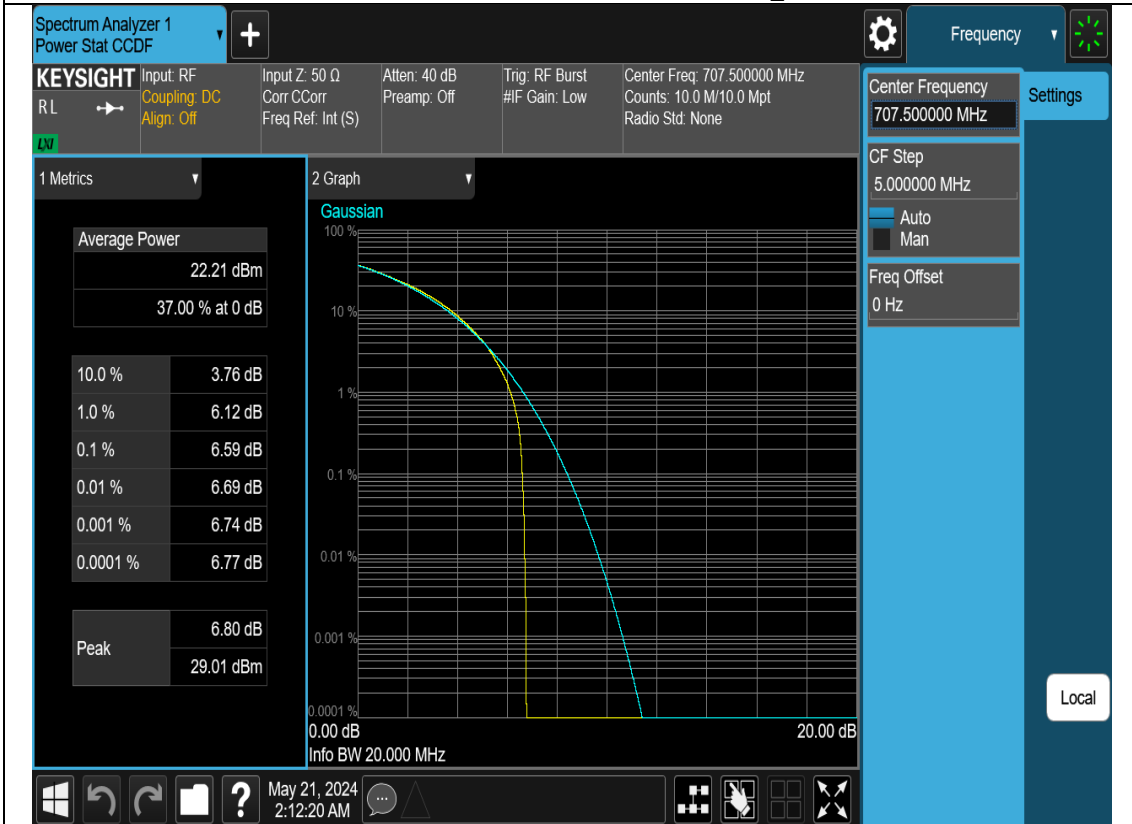 Spectrum Analyzer 1
Power Stat CCDF
+
Frequency
KEYSIGHT
RL
LXI
Input: RF
Coupling: DC
Align: Off
Input Z: 50 Ω
Corr CCorr
Freq Ref: Int (S)
Atten: 40 dB
Preamp: Off
Trig: RF Burst
#IF Gain: Low
Center Freq: 707.500000 MHz
Counts: 10.0 M/10.0 Mpt
Radio Std: None
Center Frequency
707.500000 MHz
Settings
CF Step
5.000000 MHz
Auto
Man
Freq Offset
0 Hz
1 Metrics
Average Power
22.21 dBm
37.00 % at 0 dB
10.0 % 3.76 dB
1.0 % 6.12 dB
0.1 % 6.59 dB
0.01 % 6.69 dB
0.001 % 6.74 dB
0.0001 % 6.77 dB
Peak
6.80 dB
29.01 dBm
2 Graph
Gaussian
100 %
10 %
1 %
0.1 %
0.01 %
0.001 %
0.0001 %
0.00 dB 20.00 dB
Info BW 20.000 MHz
Local
?
May 21, 2024
2:12:20 AM